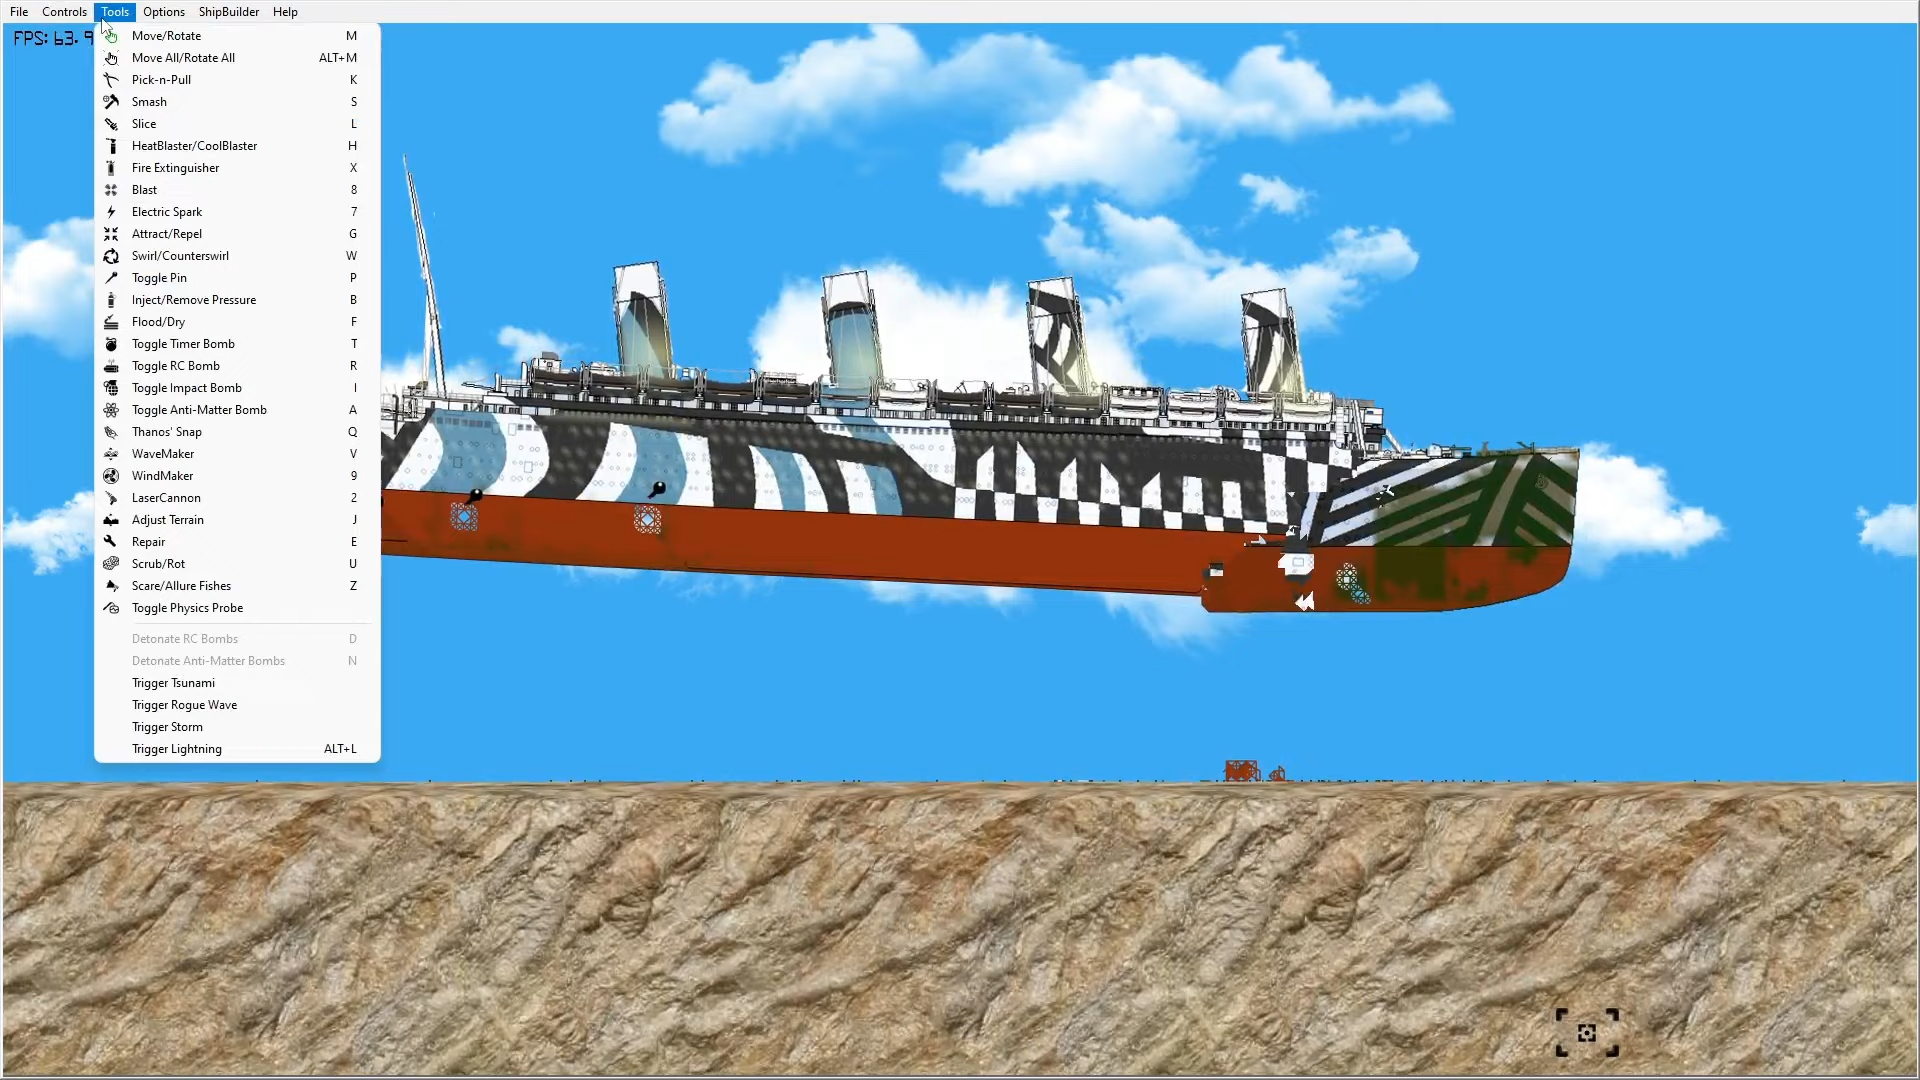 File Controls Tools Options ShipBuilder Help
FPS: 63.9
Move/Rotate M
Move All/Rotate All ALT+M
Pick-n-Pull K
Smash S
Slice L
HeatBlaster/CoolBlaster H
Fire Extinguisher X
Blast 8
Electric Spark 7
Attract/Repel G
Swirl/Counterswirl W
Toggle Pin P
Inject/Remove Pressure B
Flood/Dry F
Toggle Timer Bomb T
Toggle RC Bomb R
Toggle Impact Bomb I
Toggle Anti-Matter Bomb A
Thanos' Snap Q
WaveMaker V
WindMaker 9
LaserCannon 2
Adjust Terrain J
Repair E
Scrub/Rot U
Scare/Allure Fishes Z
Toggle Physics Probe
Detonate RC Bombs D
Detonate Anti-Matter Bombs N
Trigger Tsunami
Trigger Rogue Wave
Trigger Storm
Trigger Lightning ALT+L